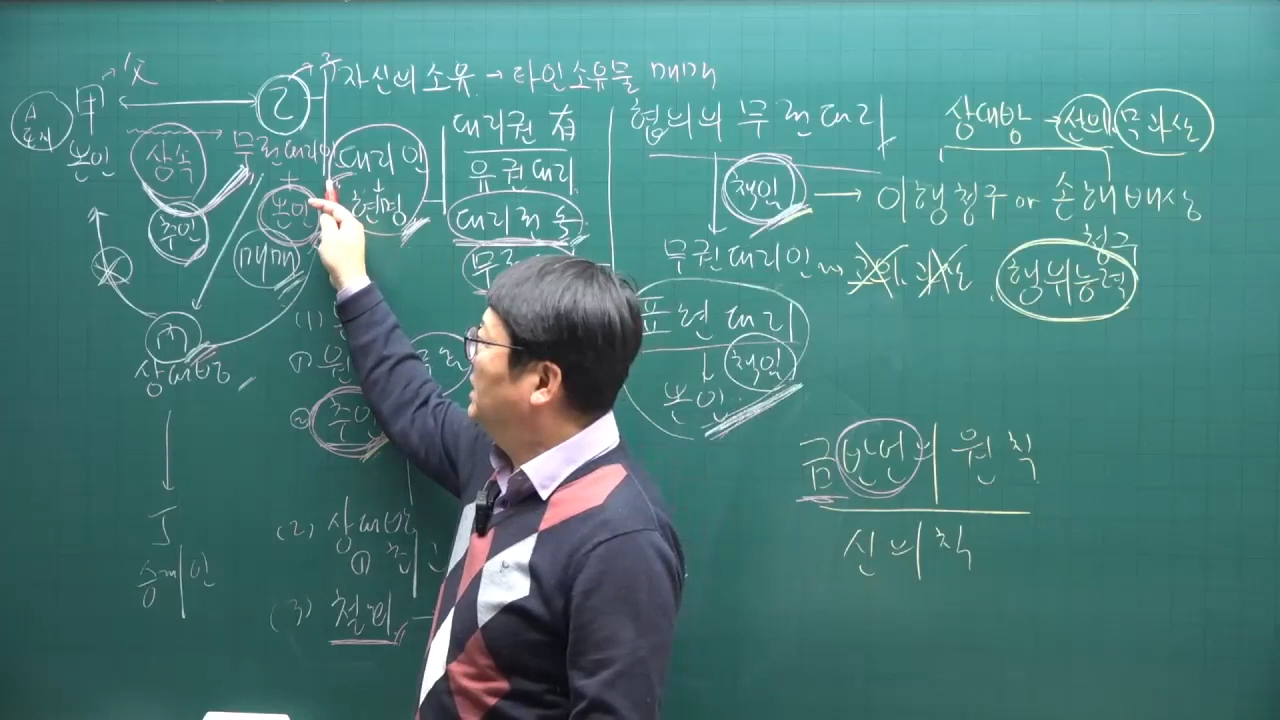 父
甲
A
본인
乙
자신의 소유 → 타인소유물 매매
상속
추인
무권대리인
+
본인
매매
대리인
+
현명
대리권 有
유권대리
대리권 無
丙
상대방
丁
승계인
(1)
①
② 추인
(2) 상대방
①
(3) 철회
협의의 무권대리
책임 → 이행청구 or 손해배상
청구
무권대리인
행위능력
상대방 → 선의, 무과실
표현대리
↓ 책임
본인
금반언의 원칙
신의칙